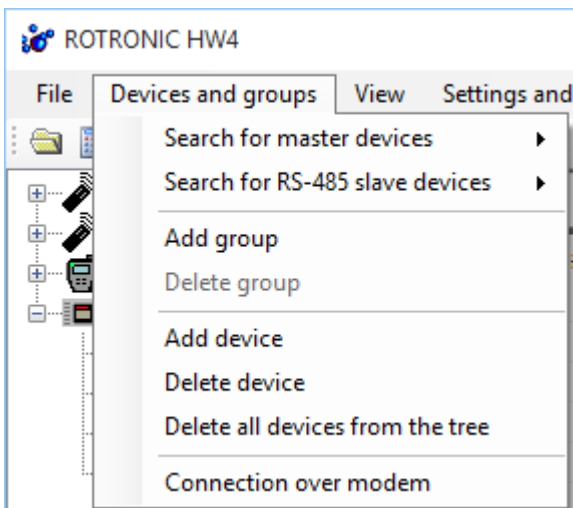 ROTRONIC HW4
File Devices and groups View Settings and
Search for master devices
Search for RS-485 slave devices
Add group
Delete group
Add device
Delete device
Delete all devices from the tree
Connection over modem